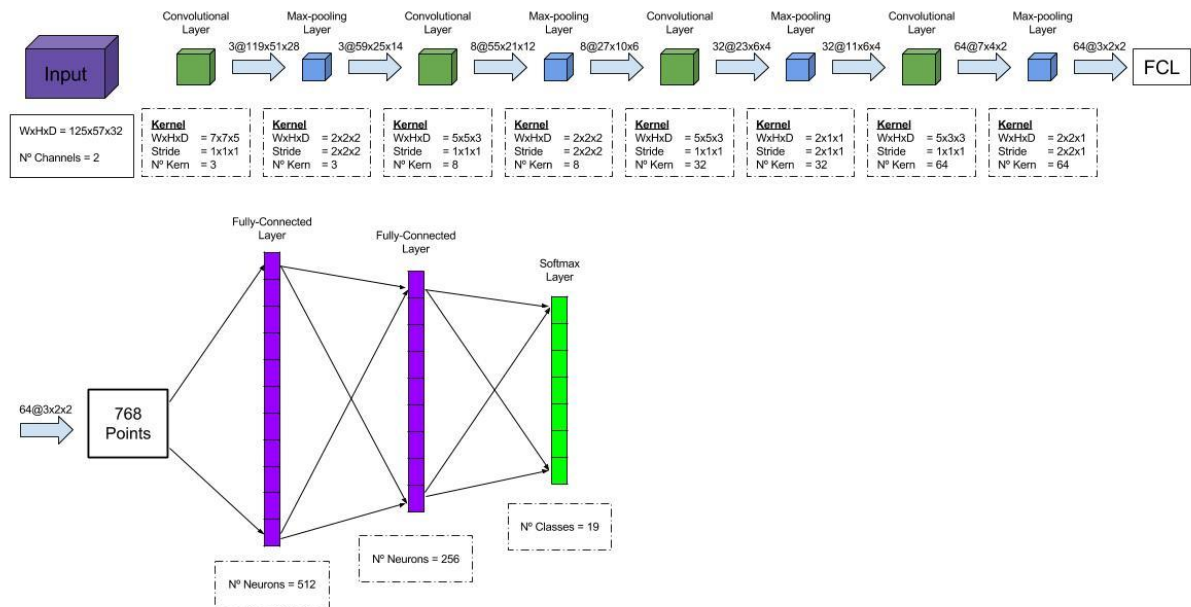 Convolutional
Layer
Max-pooling
Layer
Convolutional
Layer
Max-pooling
Layer
Convolutional
Layer
Max-pooling
Layer
Convolutional
Layer
Max-pooling
Layer
Input
3@119x51x28
3@59x25x14
8@55x21x12
8@27x10x6
32@23x6x4
32@11x6x4
64@7x4x2
64@3x2x2
FCL
WxHxD = 125x57x32
Nº Channels = 2
Kernel
WxHxD = 7x7x5
Stride = 1x1x1
Nº Kern = 3
Kernel
WxHxD = 2x2x2
Stride = 2x2x2
Nº Kern = 3
Kernel
WxHxD = 5x5x3
Stride = 1x1x1
Nº Kern = 8
Kernel
WxHxD = 2x2x2
Stride = 2x2x2
Nº Kern = 8
Kernel
WxHxD = 5x5x3
Stride = 1x1x1
Nº Kern = 32
Kernel
WxHxD = 2x1x1
Stride = 2x1x1
Nº Kern = 32
Kernel
WxHxD = 5x3x3
Stride = 1x1x1
Nº Kern = 64
Kernel
WxHxD = 2x2x1
Stride = 2x2x1
Nº Kern = 64
Fully-Connected
Layer
Fully-Connected
Layer
Softmax
Layer
64@3x2x2
768
Points
Nº Classes = 19
Nº Neurons = 256
Nº Neurons = 512